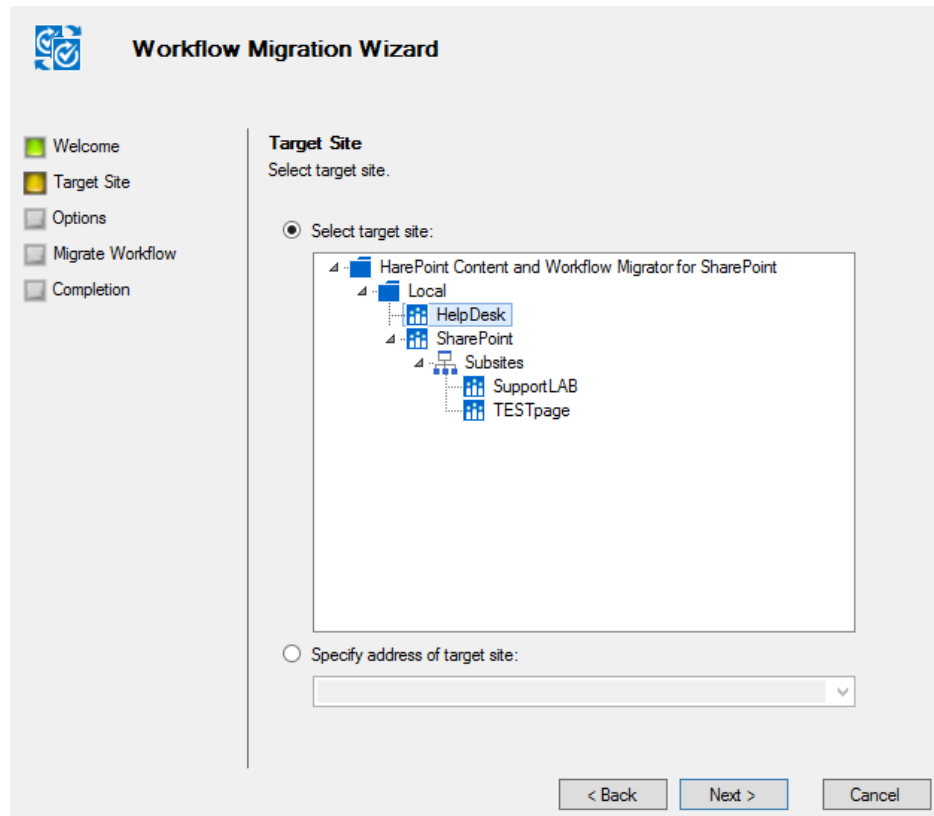 Workflow Migration Wizard
Welcome
Target Site
Options
Migrate Workflow
Completion
Target Site
Select target site.
Select target site:
HarePoint Content and Workflow Migrator for SharePoint
Local
HelpDesk
SharePoint
Subsites
SupportLAB
TESTpage
Specify address of target site:
< Back
Next >
Cancel